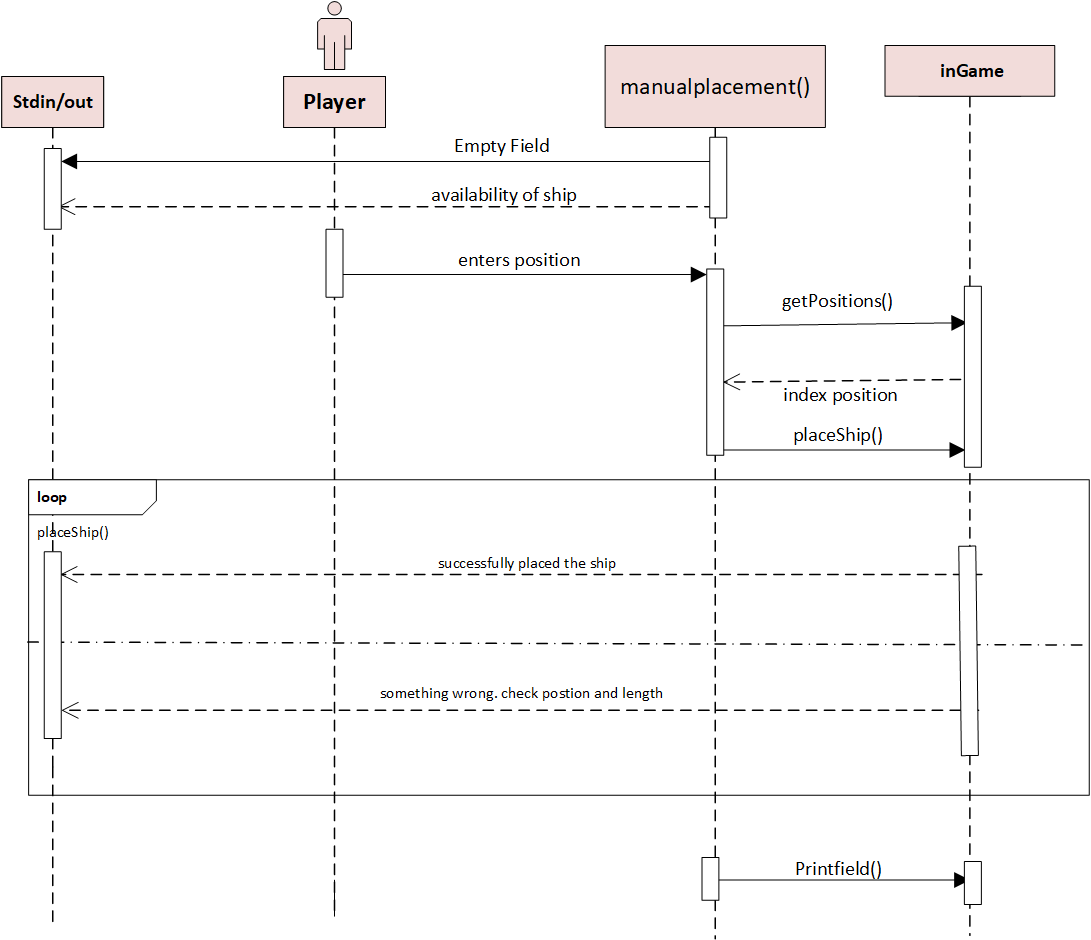 Stdin/out
Player
manualplacement()
inGame
Empty Field
availability of ship
enters position
getPositions()
index position
placeShip()
loop
placeShip()
successfully placed the ship
something wrong. check postion and length
Printfield()